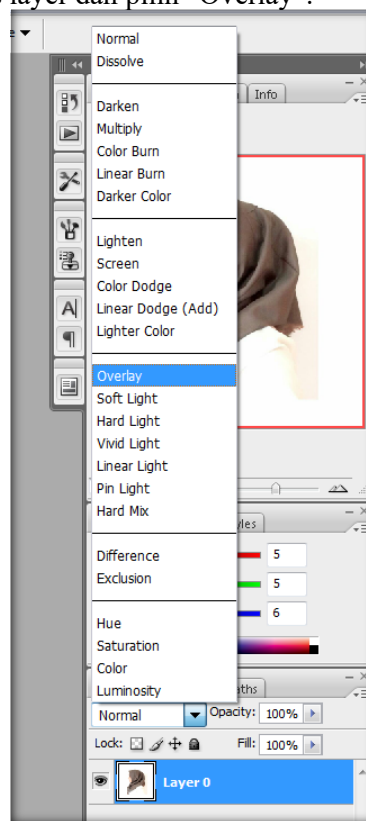 layer dan pilih "Overlay".
Normal
Dissolve
Darken
Multiply
Color Burn
Linear Burn
Darker Color
Info
Lighten
Screen
Color Dodge
Linear Dodge (Add)
Lighter Color
Overlay
Soft Light
Hard Light
Vivid Light
Linear Light
Pin Light
Hard Mix
Difference
Exclusion
5
5
6
Hue
Saturation
Color
Luminosity
Normal
Opacity: 100%
Lock:
Fill: 100%
Layer 0